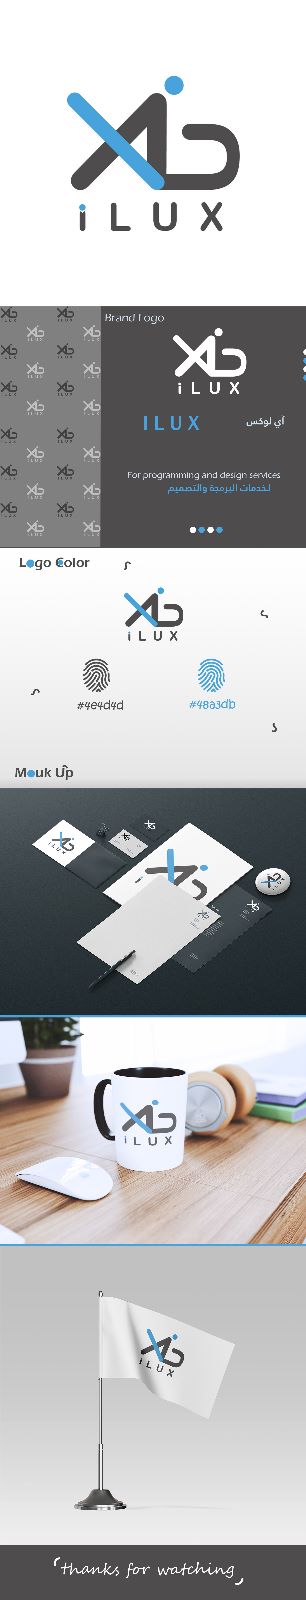 iLUX
Brand Logo
iLUX
ILUX
آي لوكس
For programming and design services
لخدمات البرمجة والتصميم
Logo Color
iLUX
#4e4d4d
#48a3db
Mouk Up
iLUX
iLUX
thanks for watching